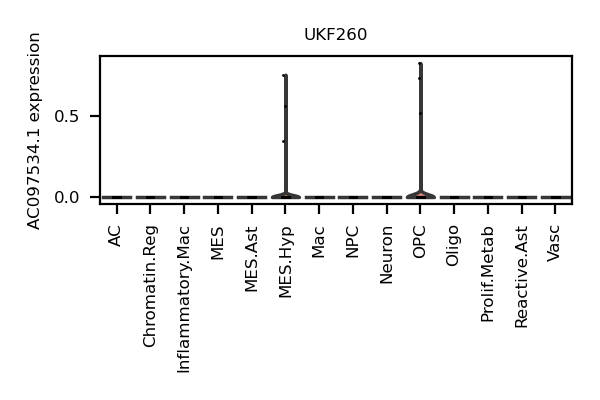 UKF260
AC097534.1 expression
0.5
0.0
AC
Chromatin.Reg
Inflammatory.Mac
MES
MES.Ast
MES.Hyp
Mac
NPC
Neuron
OPC
Oligo
Prolif.Metab
Reactive.Ast
Vasc